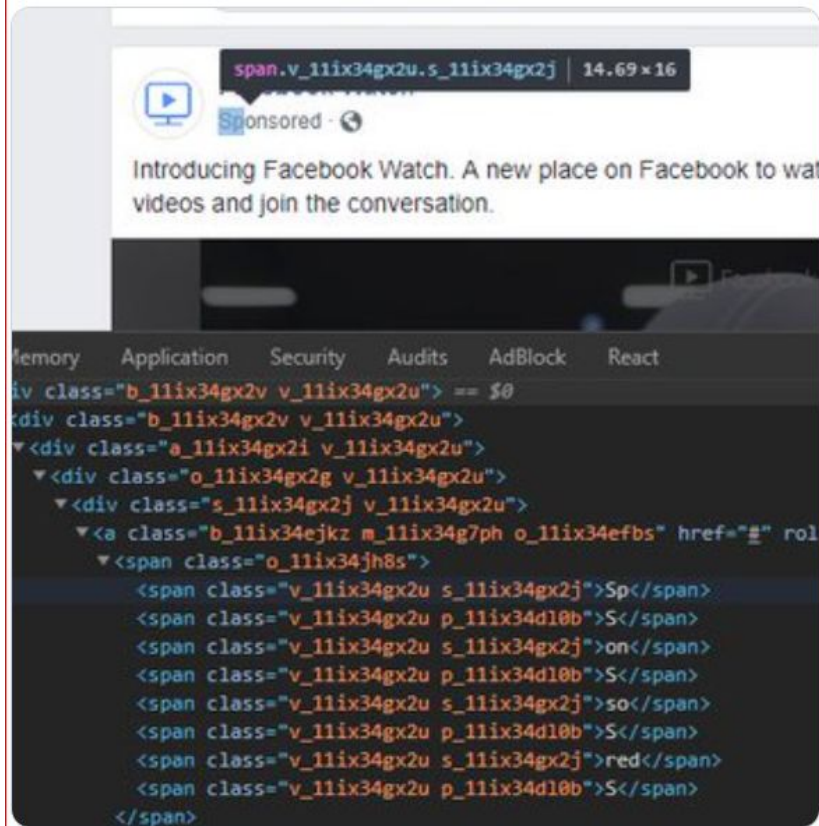 span.v_11ix34gx2u.s_11ix34gx2j | 14.69×16
Sponsored ·
Introducing Facebook Watch. A new place on Facebook to wat
videos and join the conversation.
Memory Application Security Audits AdBlock React
iv class="b_11ix34gx2v v_11ix34gx2u"> == $0
<div class="b_11ix34gx2v v_11ix34gx2u">
▼<div class="a_11ix34gx2i v_11ix34gx2u">
▼<div class="o_11ix34gx2g v_11ix34gx2u">
▼<div class="s_11ix34gx2j v_11ix34gx2u">
▼<a class="b_11ix34ejkz m_11ix34g7ph o_11ix34efbs" href="#" rol
▼<span class="o_11ix34jh8s">
<span class="v_11ix34gx2u s_11ix34gx2j">Sp</span>
<span class="v_11ix34gx2u p_11ix34dl0b">S</span>
<span class="v_11ix34gx2u s_11ix34gx2j">on</span>
<span class="v_11ix34gx2u p_11ix34dl0b">S</span>
<span class="v_11ix34gx2u s_11ix34gx2j">so</span>
<span class="v_11ix34gx2u p_11ix34dl0b">S</span>
<span class="v_11ix34gx2u s_11ix34gx2j">red</span>
<span class="v_11ix34gx2u p_11ix34dl0b">S</span>
</span>